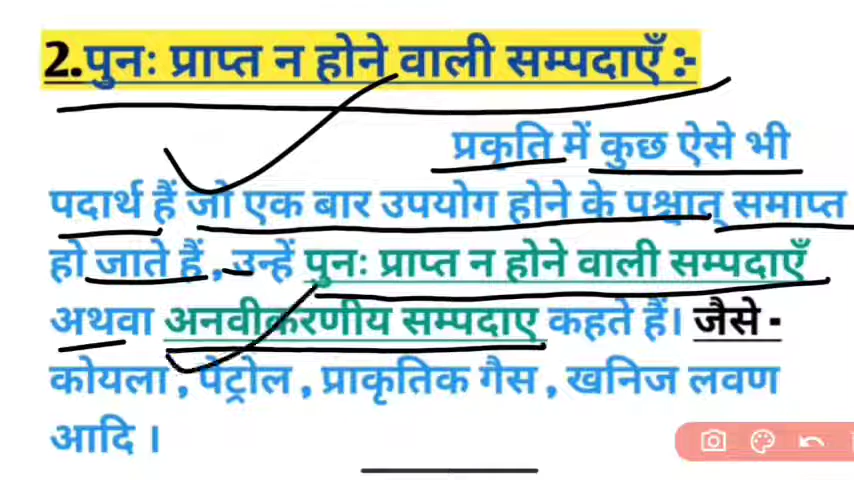 2.पुनः प्राप्त न होने वाली सम्पदाएँ :-
प्रकृति में कुछ ऐसे भी
पदार्थ हैं जो एक बार उपयोग होने के पश्चात् समाप्त
हो जाते हैं , उन्हें पुनः प्राप्त न होने वाली सम्पदाएँ
अथवा अनवीकरणीय सम्पदाए कहते हैं। जैसे -
कोयला , पेट्रोल , प्राकृतिक गैस , खनिज लवण
आदि ।